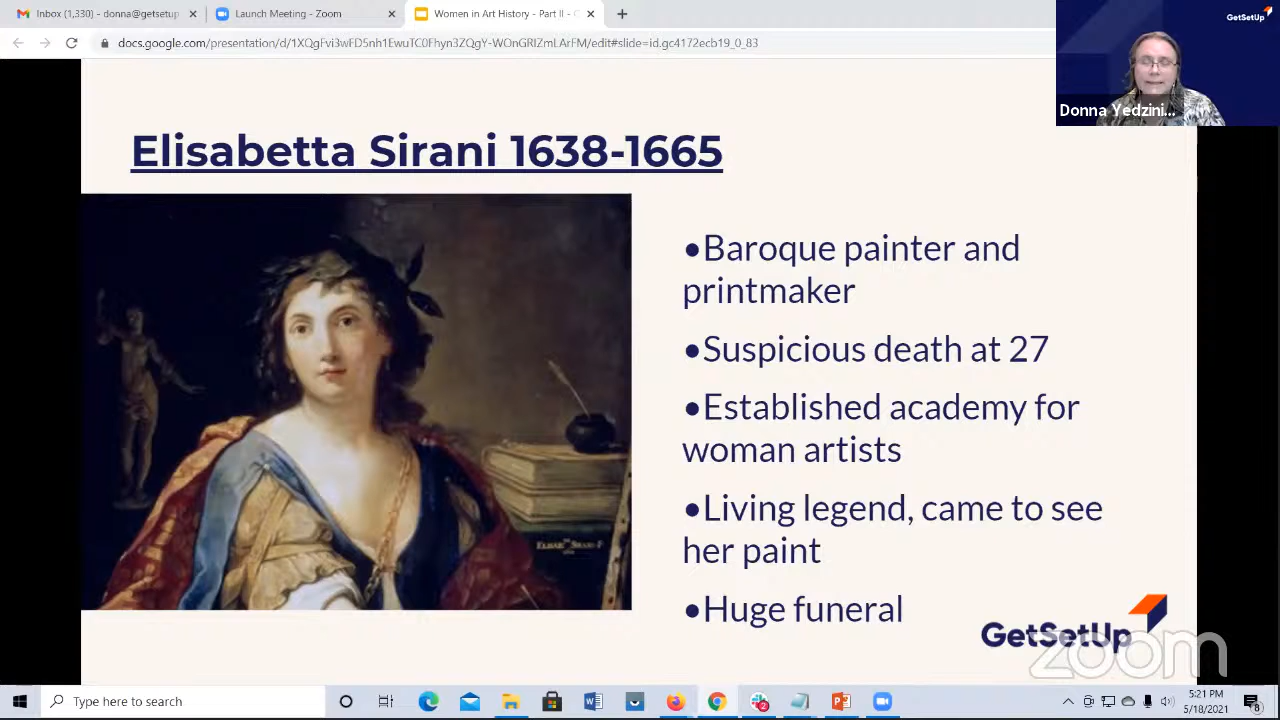 Inbox (1,330) - donna@getsetup
Launch Meeting - Zoom
Women in Art History - Part II - G
GetSetUp
docs.google.com/presentation/d/
/edit#slide=id.gc4172ecb19_0_83
Donna Yedzini...
Elisabetta Sirani 1638-1665
•Baroque painter and
printmaker
•Suspicious death at 27
•Established academy for
woman artists
•Living legend, came to see
her paint
•Huge funeral
ELISAB
SIRANI F
GetSetUp
zoom
Type here to search
5:21 PM
5/18/2021
8